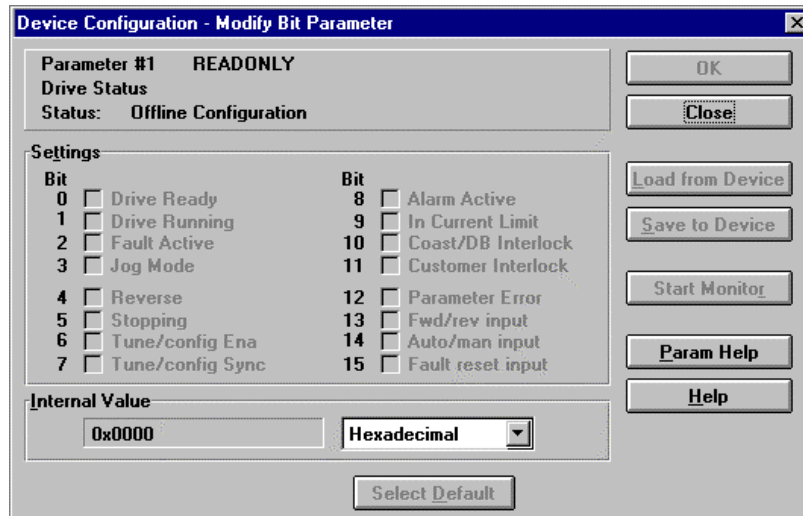 Device Configuration - Modify Bit Parameter
Parameter #1 READONLY
Drive Status
Status: Offline Configuration
OK
Close
Settings
Bit
0 Drive Ready
1 Drive Running
2 Fault Active
3 Jog Mode
4 Reverse
5 Stopping
6 Tune/config Ena
7 Tune/config Sync
Bit
8 Alarm Active
9 In Current Limit
10 Coast/DB Interlock
11 Customer Interlock
12 Parameter Error
13 Fwd/rev input
14 Auto/man input
15 Fault reset input
Load from Device
Save to Device
Start Monitor
Param Help
Help
Internal Value
0x0000 Hexadecimal
Select Default